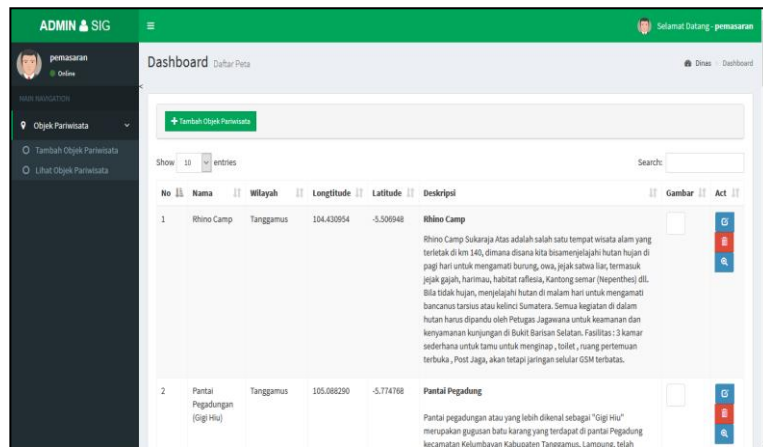 ADMIN SIG
Selamat Datang - pemasaran
pemasaran
Online
MAIN NAVIGATION
Objek Pariwisata
Tambah Objek Pariwisata
Lihat Objek Pariwisata
Dashboard Daftar Peta
Dinas > Dashboard
<
+ Tambah Objek Pariwisata
Show 10 entries
Search:
No Nama Wilayah Longtitude Latitude Deskripsi Gambar Act
1 Rhino Camp Tanggamus 104.430954 -5.506948 Rhino Camp
Rhino Camp Sukaraja Atas adalah salah satu tempat wisata alam yang
terletak di km 140, dimana disana kita bisamenjelajahi hutan hujan di
pagi hari untuk mengamati burung, owa, jejak satwa liar, termasuk
jejak gajah, harimau, habitat raflesia, Kantong semar (Nepenthes) dll.
Bila tidak hujan, menjelajahi hutan di malam hari untuk mengamati
bancanus tarsius atau kelinci Sumatera. Semua kegiatan di dalam
hutan harus dipandu oleh Petugas Jagawana untuk keamanan dan
kenyamanan kunjungan di Bukit Barisan Selatan. Fasilitas : 3 kamar
sederhana untuk tamu untuk menginap , toilet , ruang pertemuan
terbuka , Post Jaga, akan tetapi jaringan selular GSM terbatas.
2 Pantai Pegadungan (Gigi Hiu) Tanggamus 105.088290 -5.774768 Pantai Pegadung
Pantai pegadungan atau yang lebih dikenal sebagai "Gigi Hiu"
merupakan gugusan batu karang yang terdapat di pantai Pegadung
kecamatan Kelumbayan Kabupaten Tanggamus, Lampung, telah